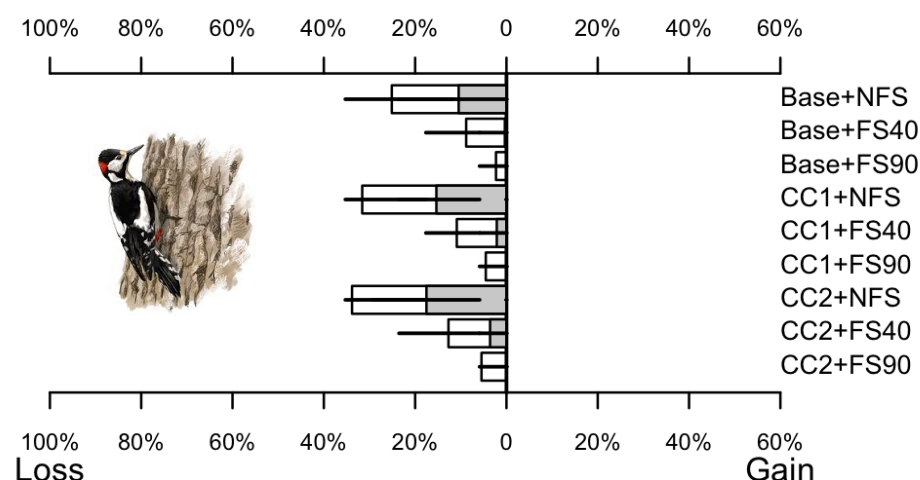 100% 80% 60% 40% 20% 0 20% 40% 60%
Base+NFS
Base+FS40
Base+FS90
CC1+NFS
CC1+FS40
CC1+FS90
CC2+NFS
CC2+FS40
CC2+FS90
100% 80% 60% 40% 20% 0 20% 40% 60%
Loss Gain